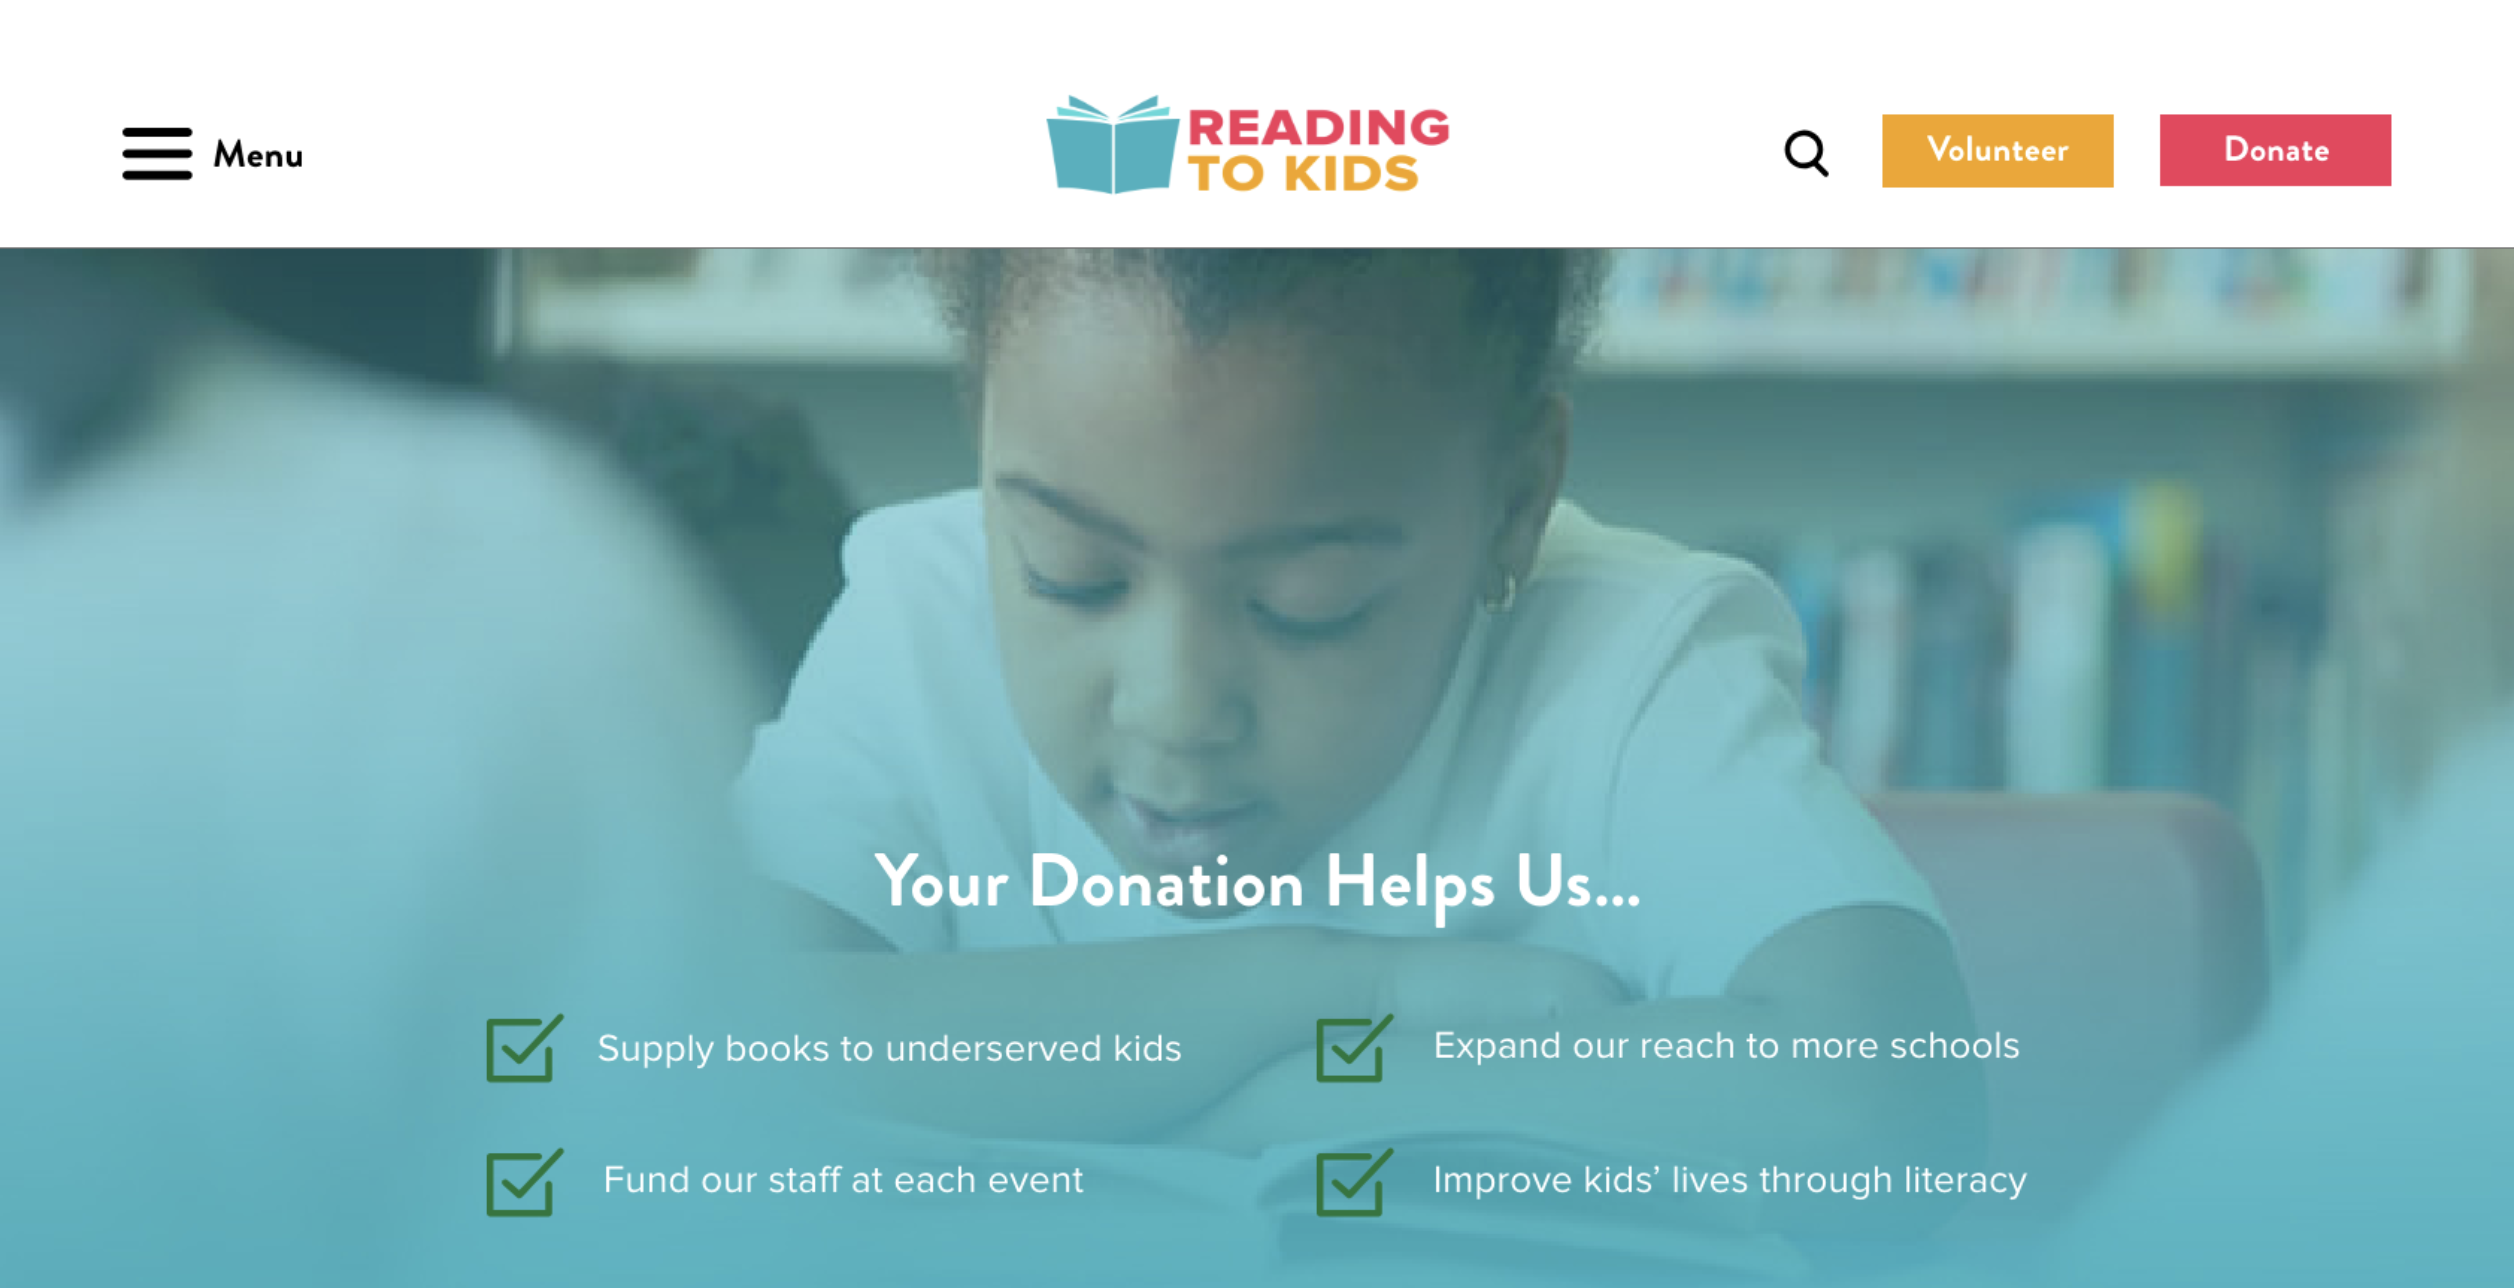 Menu
READING
TO KIDS
Volunteer
Donate
Your Donation Helps Us...
Supply books to underserved kids
Expand our reach to more schools
Fund our staff at each event
Improve kids’ lives through literacy